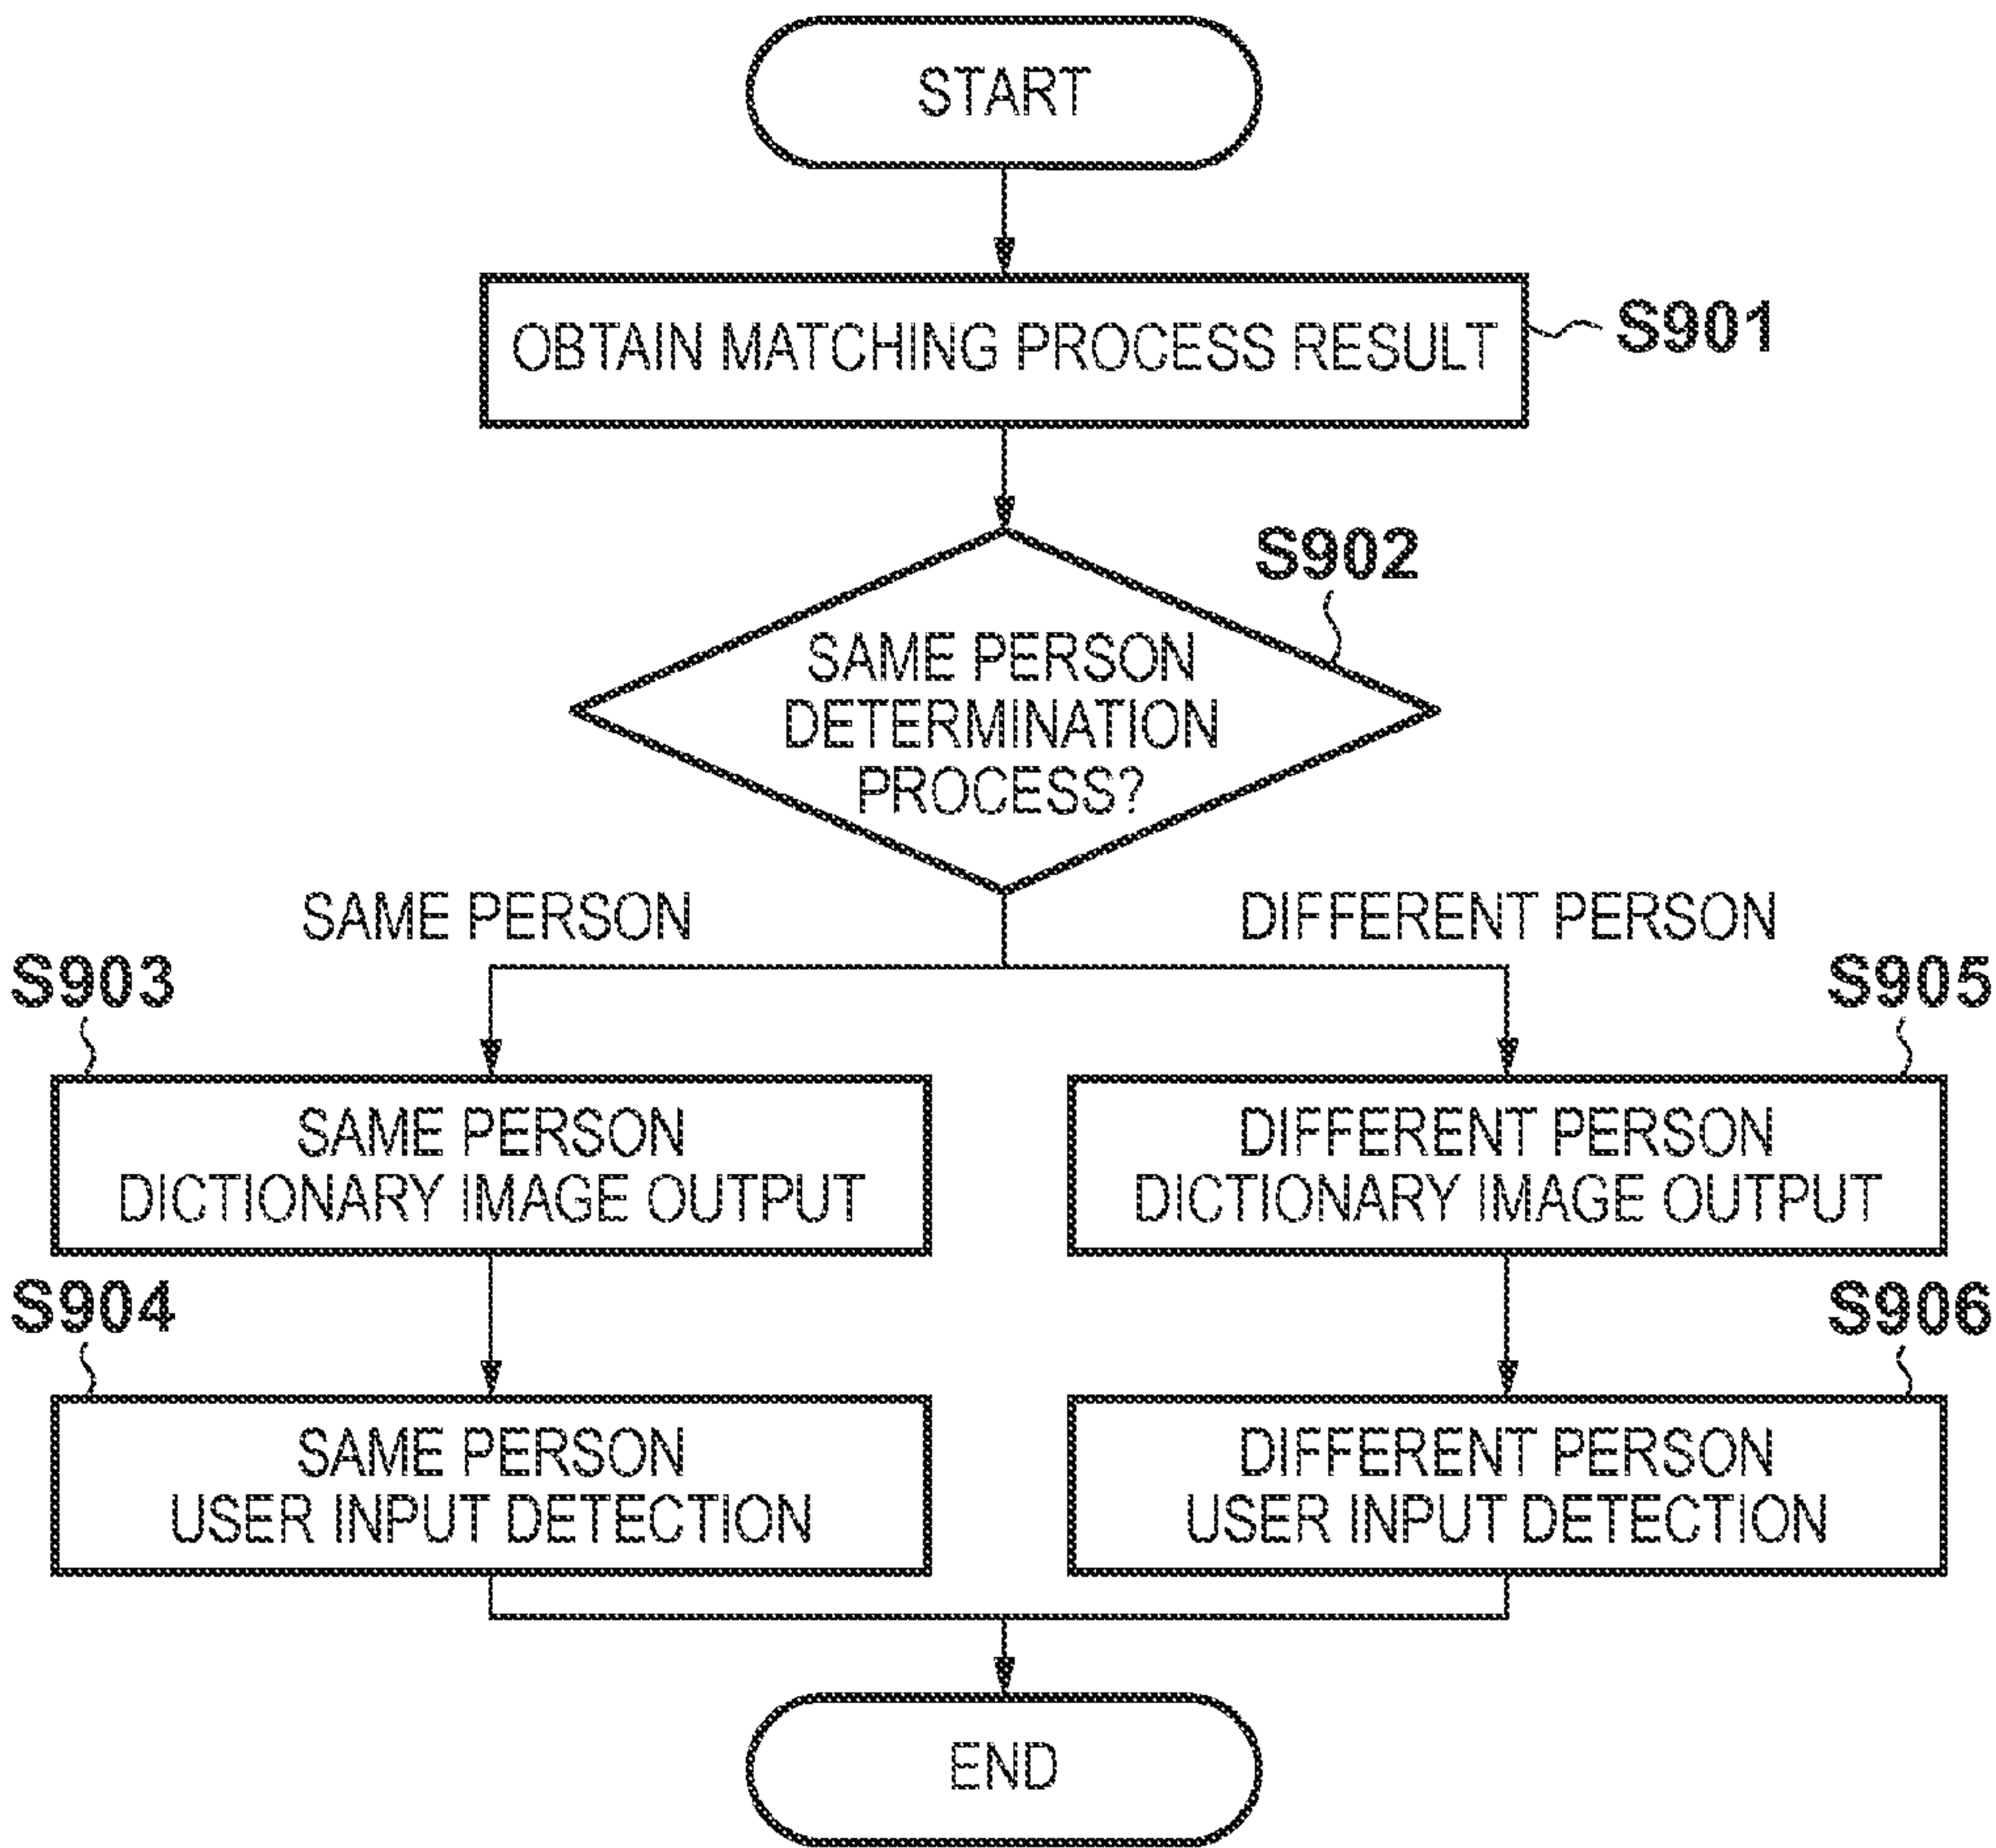 START
OBTAIN MATCHING PROCESS RESULT
S901
S902
SAME PERSON
DETERMINATION
PROCESS?
SAME PERSON
DIFFERENT PERSON
S903
SAME PERSON
DICTIONARY IMAGE OUTPUT
S905
DIFFERENT PERSON
DICTIONARY IMAGE OUTPUT
S904
SAME PERSON
USER INPUT DETECTION
S906
DIFFERENT PERSON
USER INPUT DETECTION
END